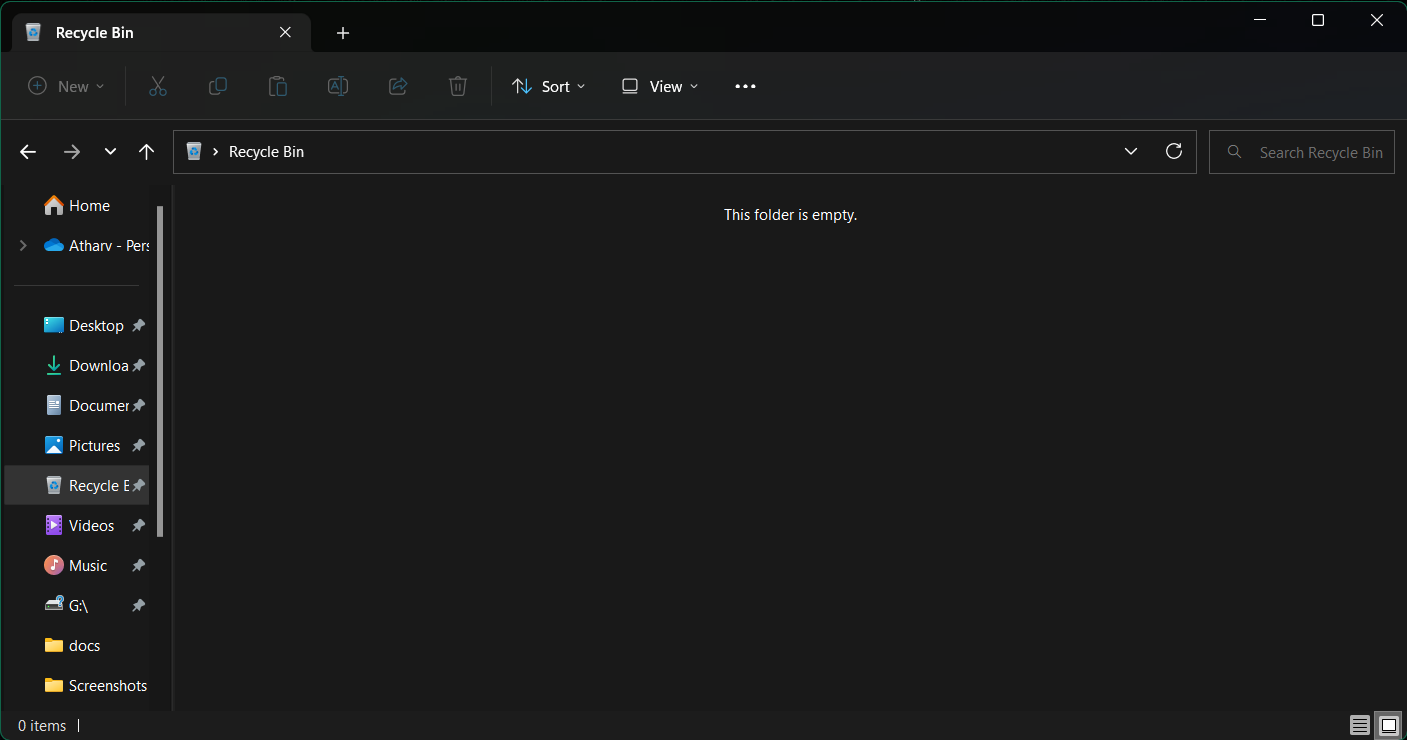 Recycle Bin
New
Sort
View
Recycle Bin
Search Recycle Bin
Home
Atharv - Pers
Desktop
Downloa
Documer
Pictures
Recycle E
Videos
Music
G:\
docs
Screenshots
This folder is empty.
0 items